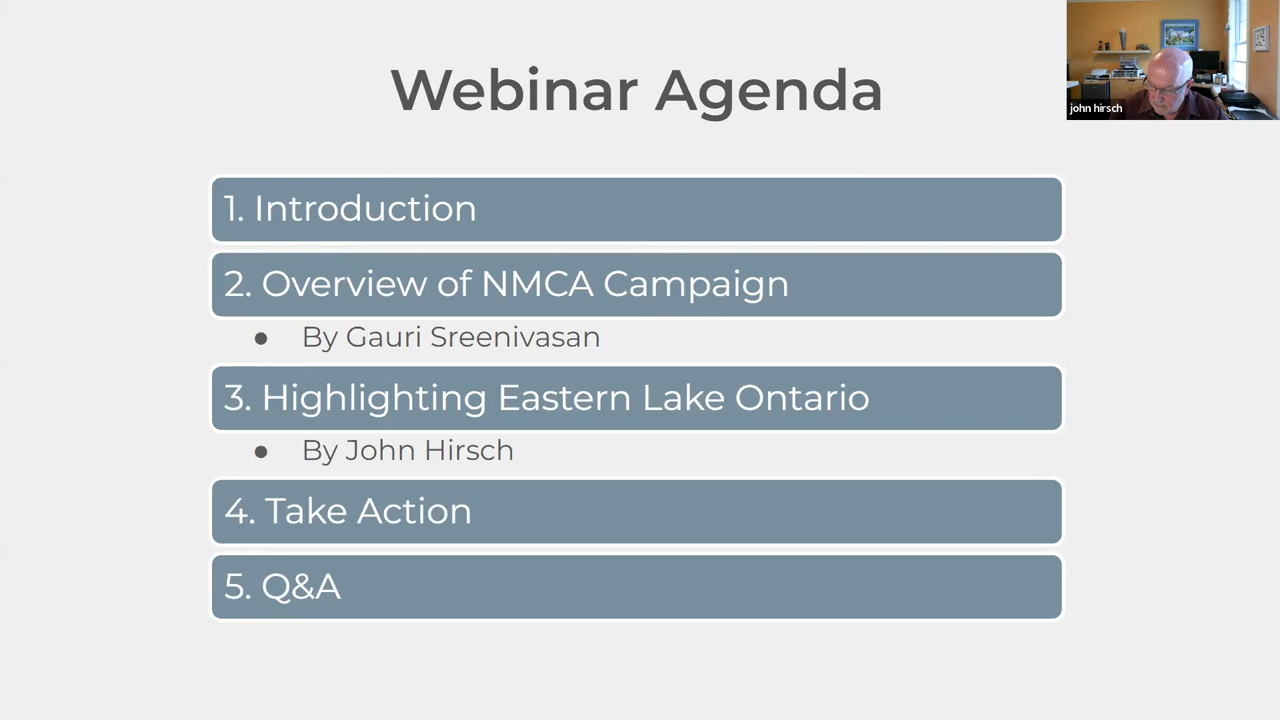 Webinar Agenda
john hirsch
1. Introduction
2. Overview of NMCA Campaign
● By Gauri Sreenivasan
3. Highlighting Eastern Lake Ontario
● By John Hirsch
4. Take Action
5. Q&A